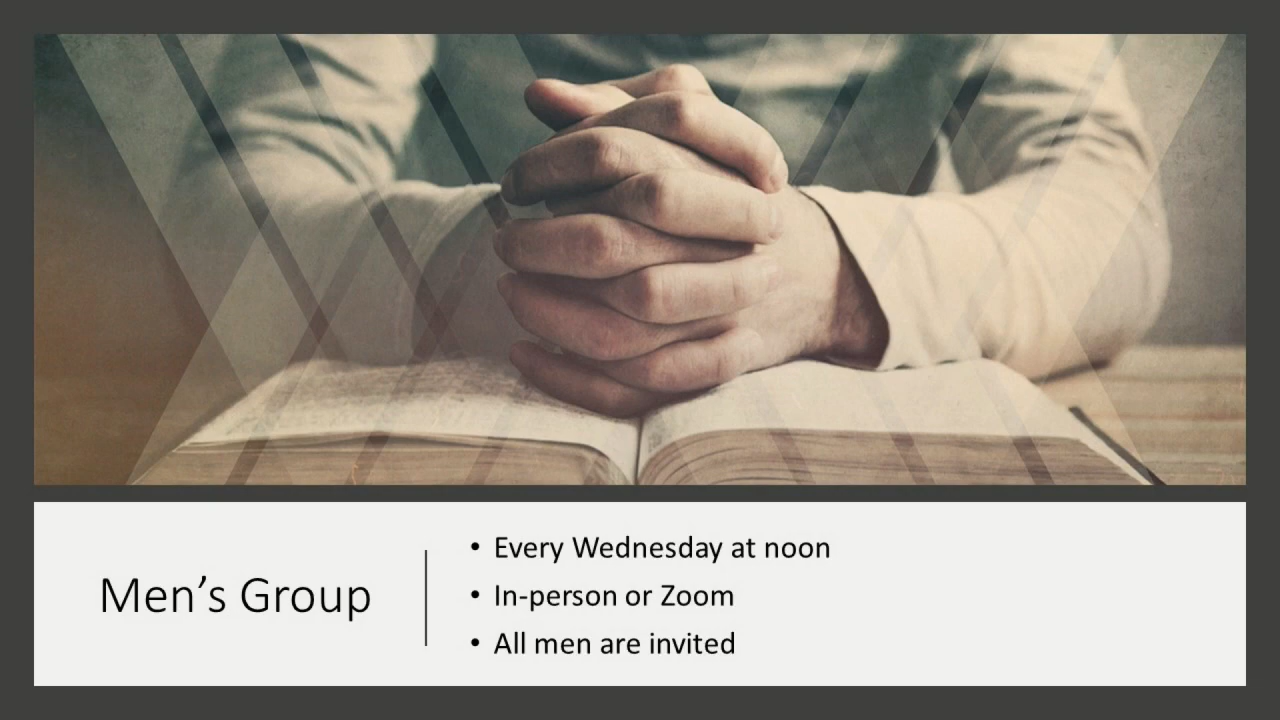 Men’s Group
• Every Wednesday at noon
• In-person or Zoom
• All men are invited